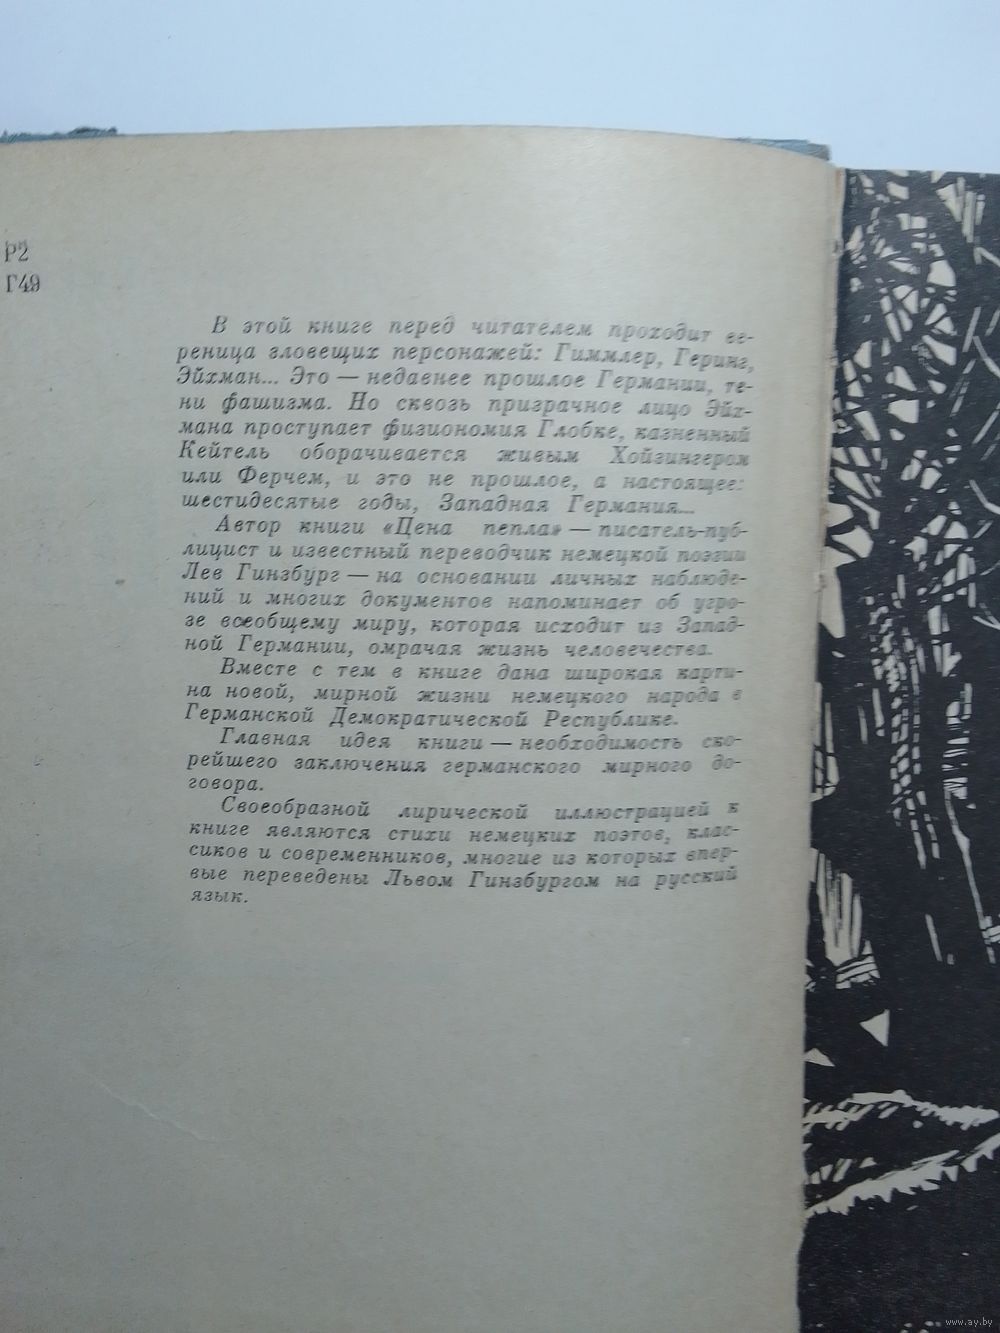 Р2
Г49
В этой книге перед читателем проходит ве-
реница зловещих персонажей: Гиммлер, Геринг,
Эйхман... Это — недавнее прошлое Германии, те-
ни фашизма. Но сквозь призрачное лицо Эйх-
мана проступает физиономия Глобке, казненный
Кейтель оборачивается живым Хойзингером
или Ферчем, и это не прошлое, а настоящее:
шестидесятые годы, Западная Германия...
Автор книги «Цена пепла» — писатель-пуб-
лицист и известный переводчик немецкой поэзии
Лев Гинзбург — на основании личных наблюде-
ний и многих документов напоминает об угро-
зе всеобщему миру, которая исходит из Запад-
ной Германии, омрачая жизнь человечества.
Вместе с тем в книге дана широкая карти-
на новой, мирной жизни немецкого народа в
Германской Демократической Республике.
Главная идея книги — необходимость ско-
рейшего заключения германского мирного до-
говора.
Своеобразной лирической иллюстрацией к
книге являются стихи немецких поэтов, клас-
сиков и современников, многие из которых впер-
вые переведены Львом Гинзбургом на русский
язык.
www.ay.by